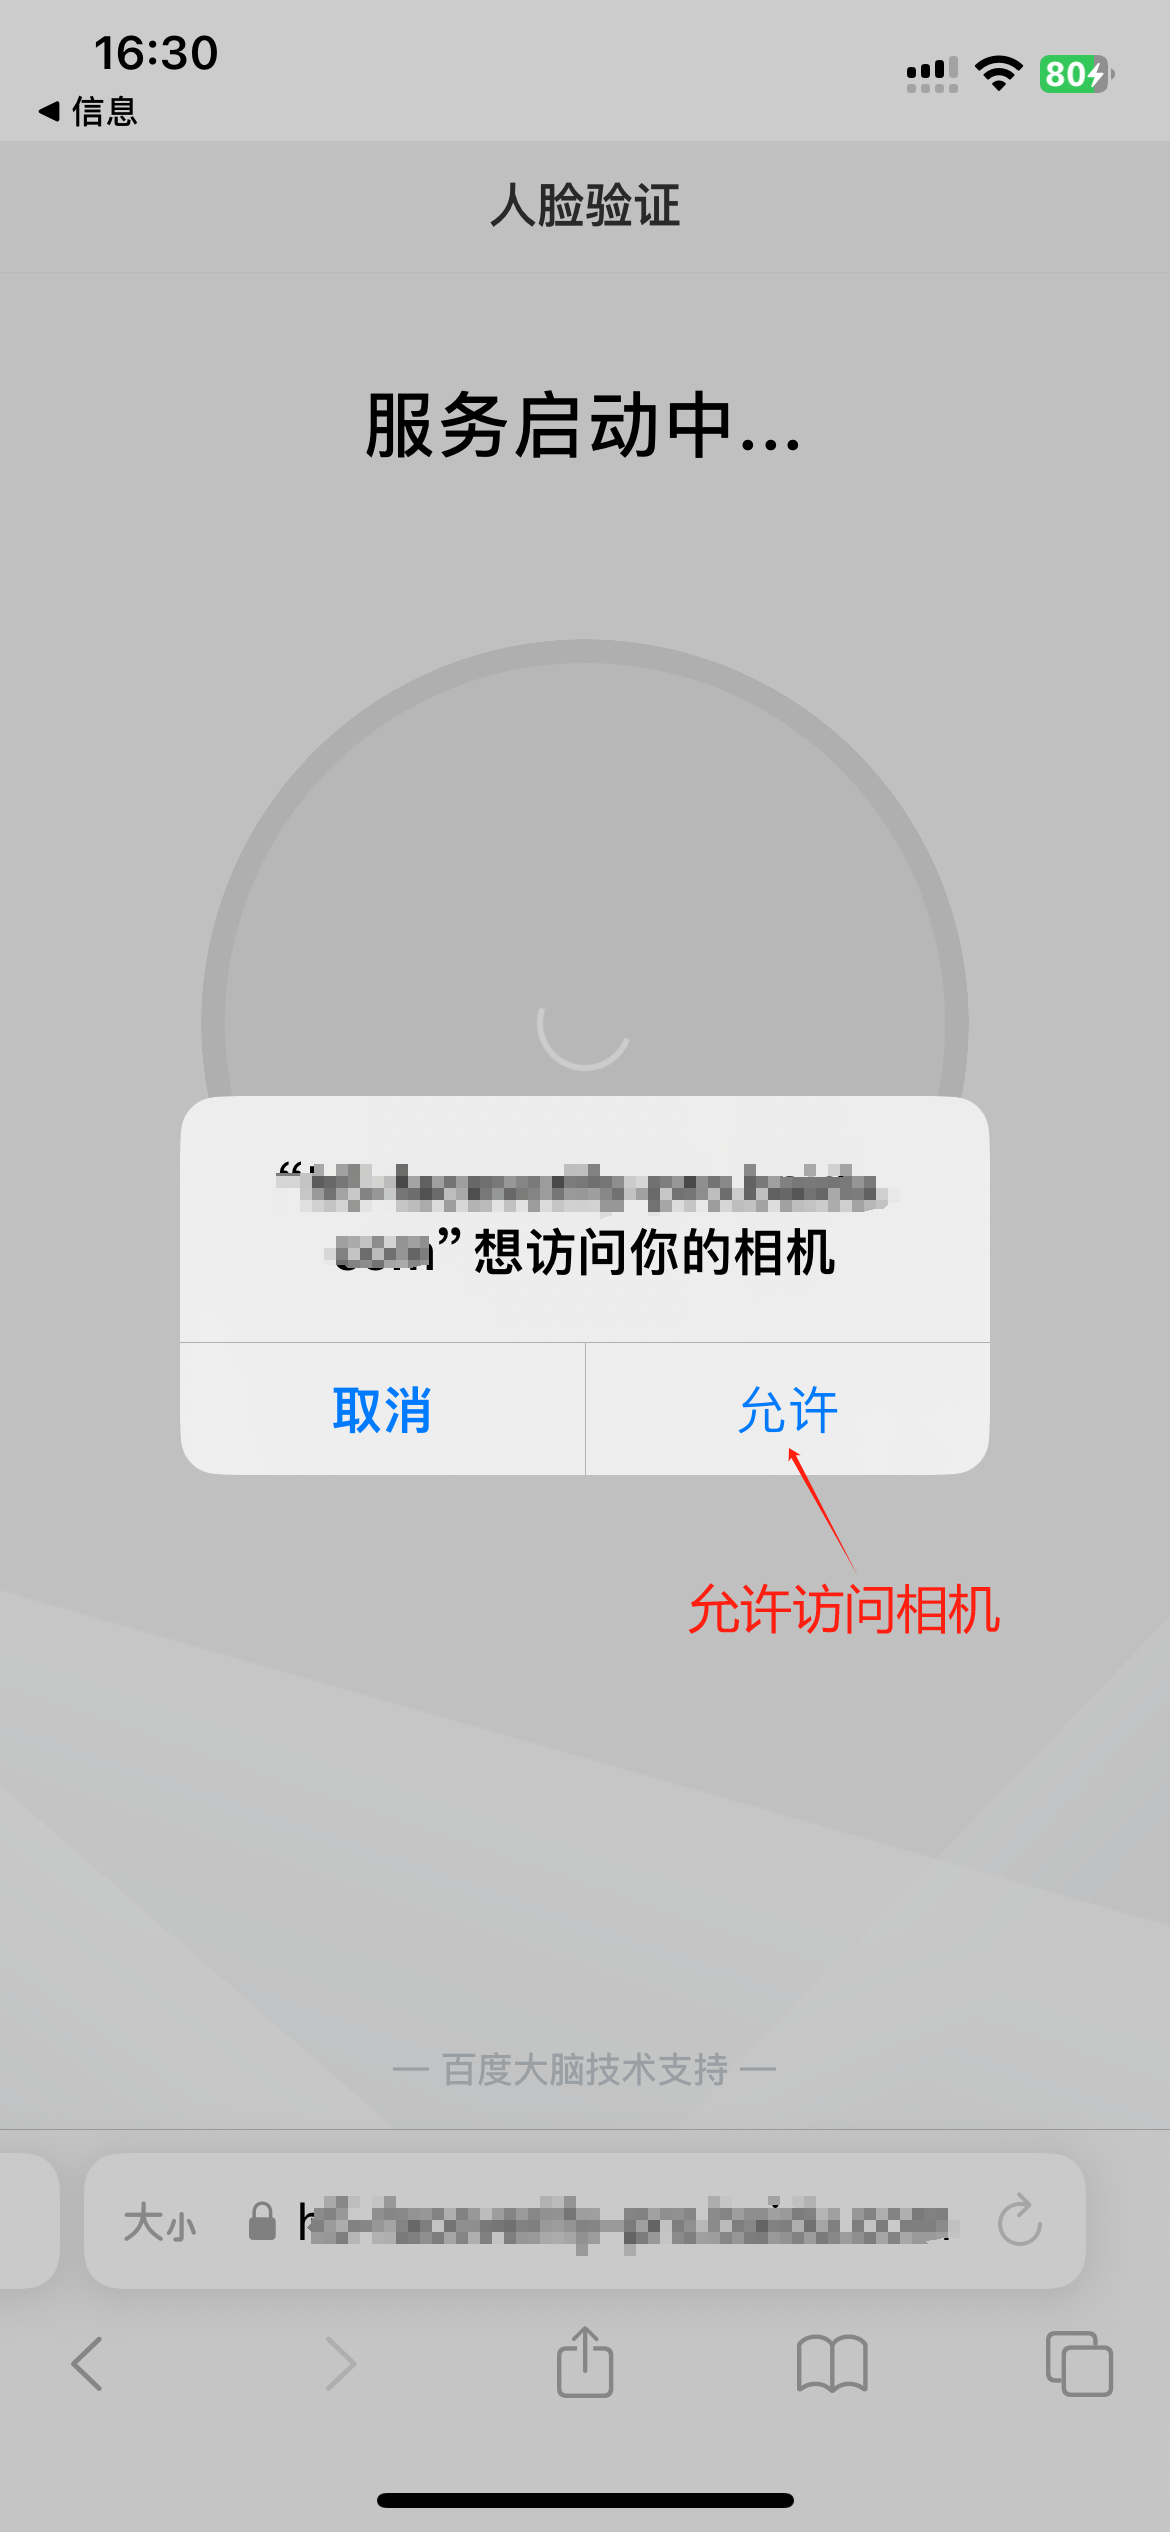 16:30
80
◀ 信息
人脸验证
服务启动中...
” 想访问你的相机
取消
允许
允许访问相机
— 百度大脑技术支持 —
大小